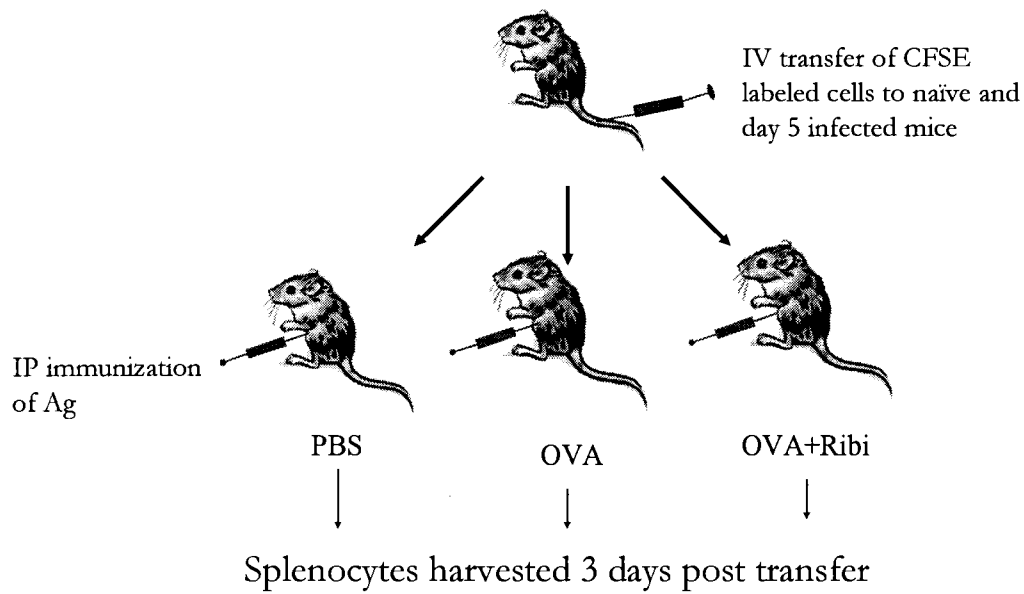 IV transfer of CFSE
labeled cells to naïve and
day 5 infected mice
IP immunization
of Ag
PBS
OVA
OVA+Ribi
Splenocytes harvested 3 days post transfer